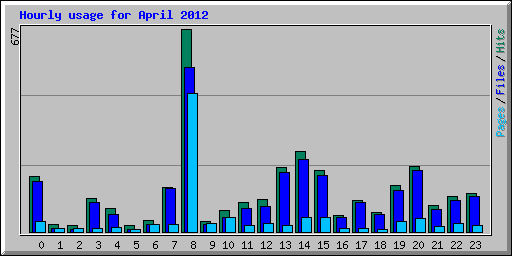 Hourly usage for April 2012
677
Pages / Files / Hits
0 1 2 3 4 5 6 7 8 9 10 11 12 13 14 15 16 17 18 19 20 21 22 23